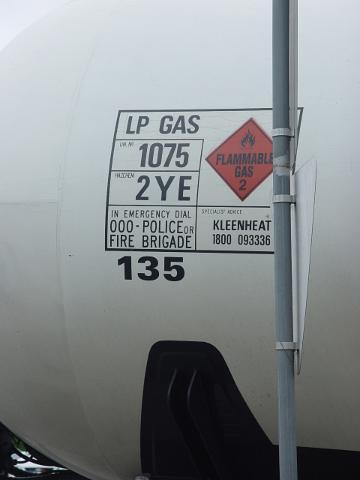 LP GAS
UN Nº
1075
HAZCHEM
2YE
FLAMMABLE
GAS
2
IN EMERGENCY DIAL
000-POLICE OR
FIRE BRIGADE
SPECIALIST ADVICE
KLEENHEAT
1800 093336
135